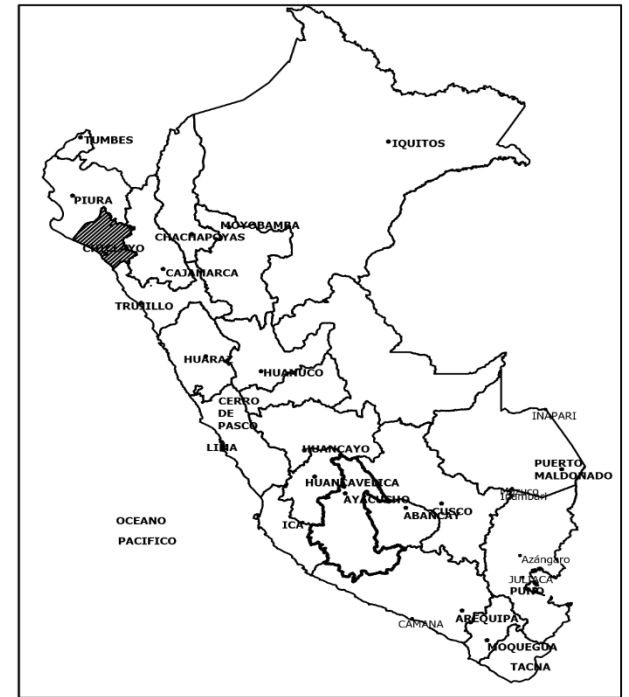 TUMBES
IQUITOS
PIURA
MOYOBAMBA
CHACHAPOYAS
CHICLAYO
CAJAMARCA
TRUJILLO
HUARAZ
HUANUCO
CERRO
DE
PASCO
INAPARI
LIMA
HUANCAYO
PUERTO
MALDONADO
HUANCAVELICA
AYACUCHO
CUSCO
ABANCAY
OCEANO
PACIFICO
ICA
Azángaro
JULIACA
PUNO
CAMANA
AREQUIPA
MOQUEGUA
TACNA